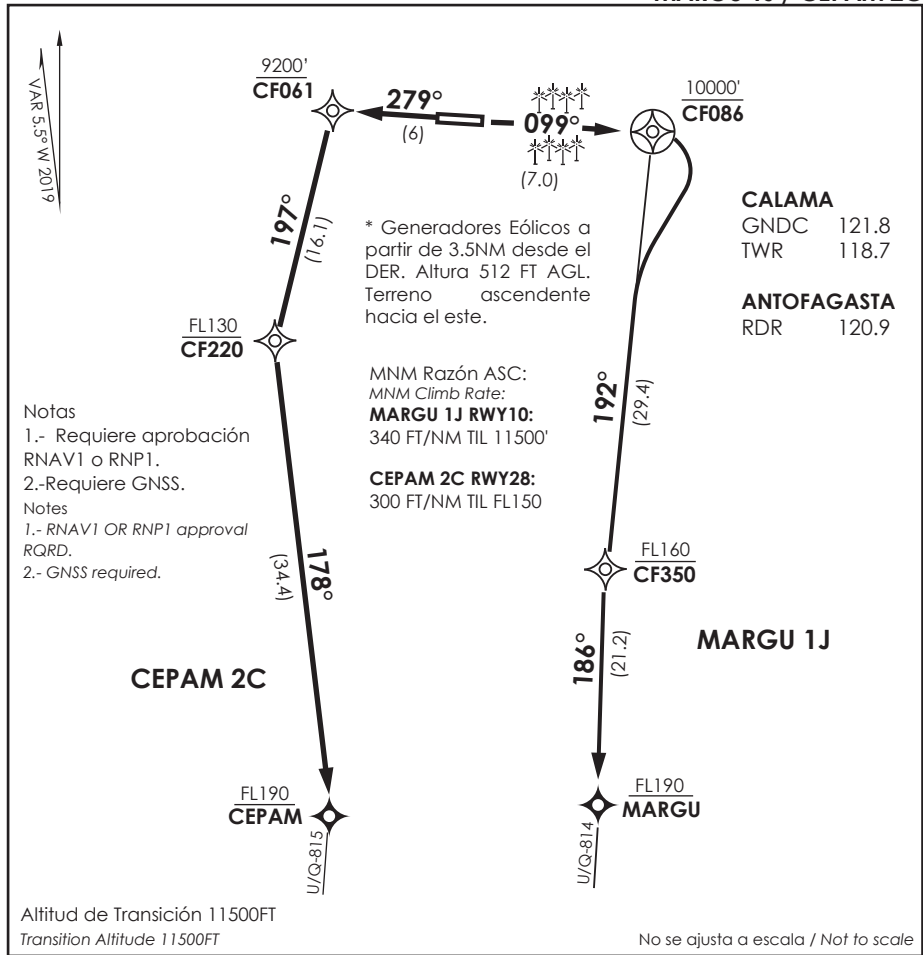 VAR 5.5° W 2019
9200'
CF061
279°
(6)
099°
(7.0)
10000'
CF086
197°
(16.1)
* Generadores Eólicos a
partir de 3.5NM desde el
DER. Altura 512 FT AGL.
Terreno ascendente
hacia el este.
CALAMA
GNDC 121.8
TWR 118.7
ANTOFAGASTA
RDR 120.9
FL130
CF220
MNM Razón ASC:
MNM Climb Rate:
MARGU 1J RWY10:
340 FT/NM TIL 11500'
CEPAM 2C RWY28:
300 FT/NM TIL FL150
192°
(29.4)
Notas
1.- Requiere aprobación
RNAV1 o RNP1.
2.-Requiere GNSS.
Notes
1.- RNAV1 OR RNP1 approval
RQRD.
2.- GNSS required.
178°
(34.4)
FL160
CF350
186°
(21.2)
MARGU 1J
CEPAM 2C
FL190
CEPAM
U/Q-815
FL190
MARGU
U/Q-814
Altitud de Transición 11500FT
Transition Altitude 11500FT
No se ajusta a escala / Not to scale